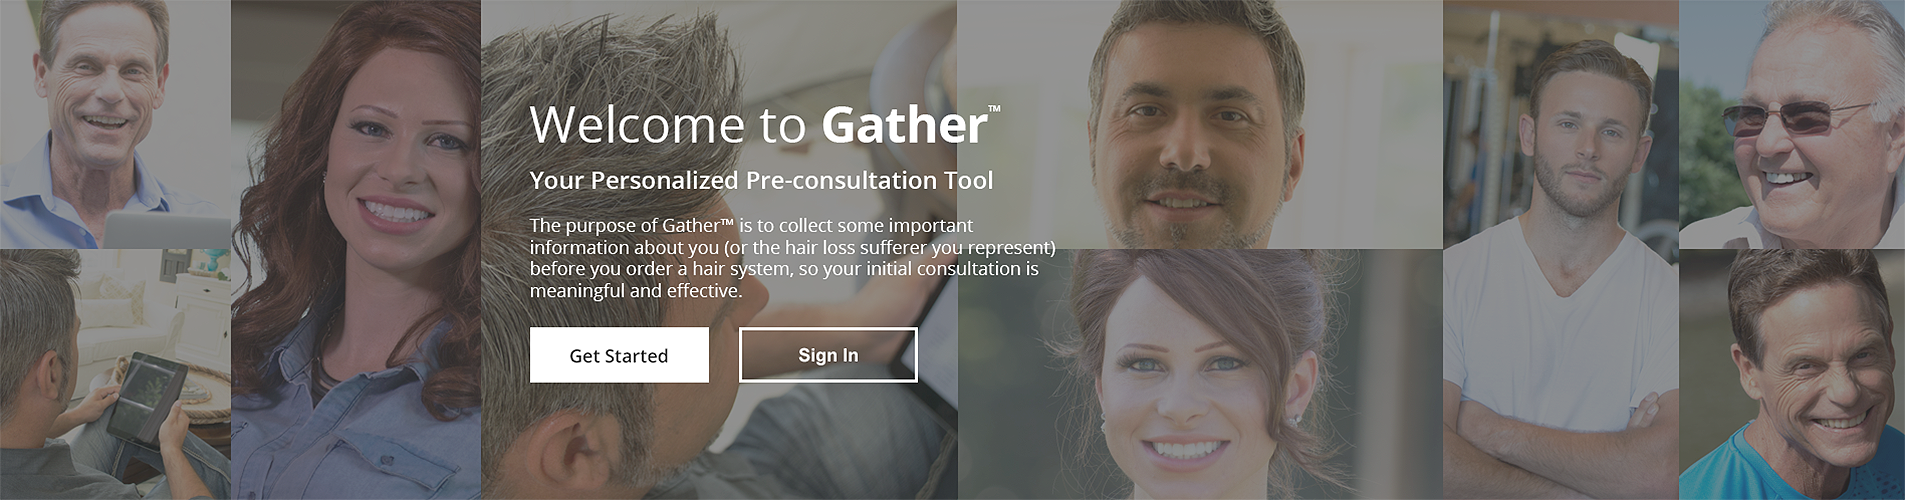 Welcome to Gather™
Your Personalized Pre-consultation Tool
The purpose of Gather™ is to collect some important
information about you (or the hair loss sufferer you represent)
before you order a hair system, so your initial consultation is
meaningful and effective.
Get Started
Sign In